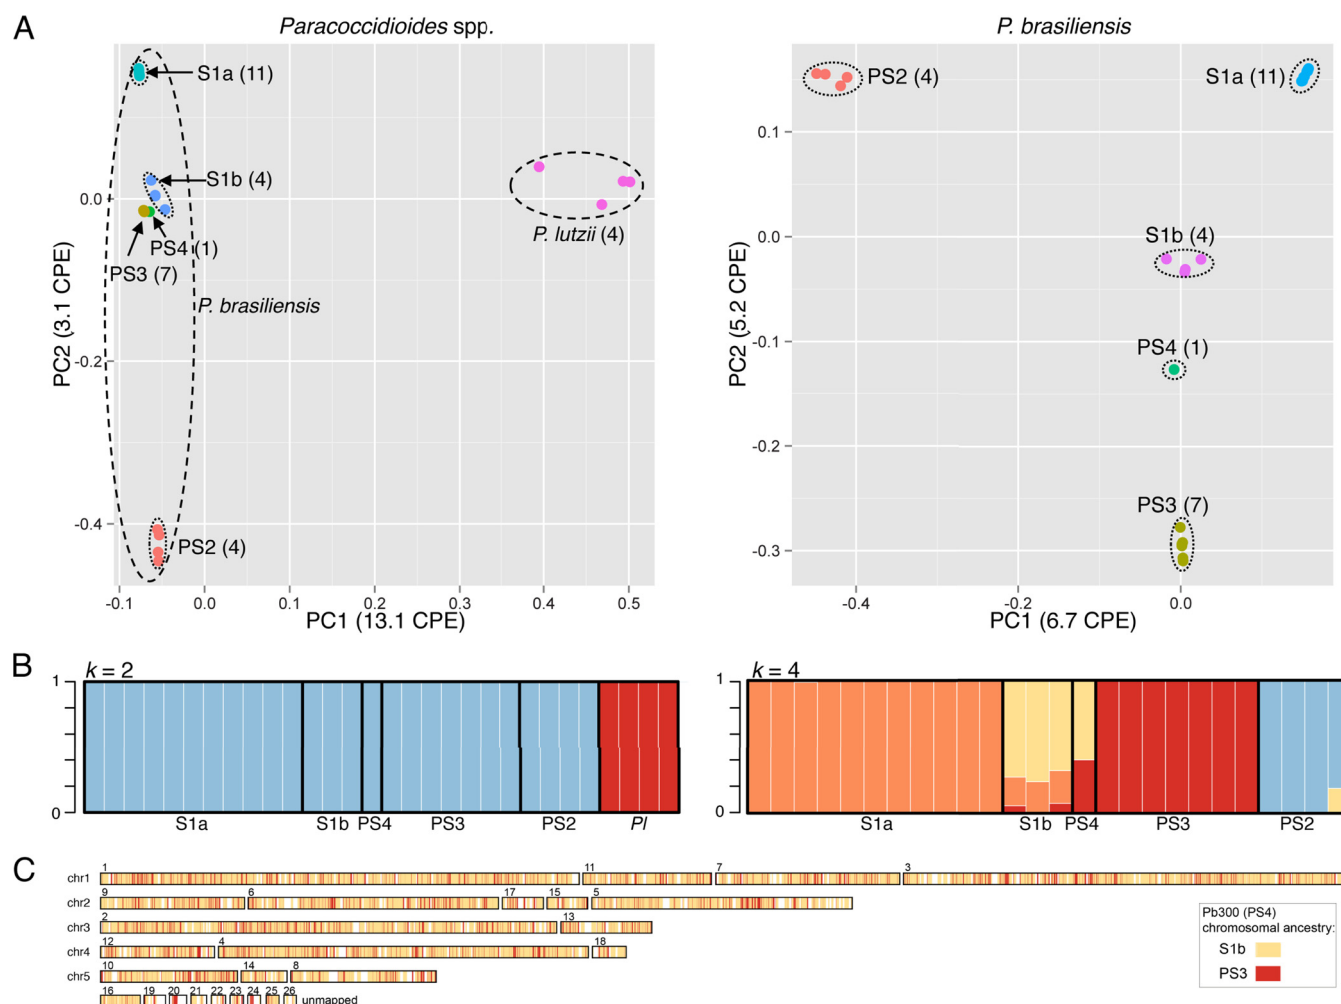 A
Paracoccidioides spp.
S1a (11)
S1b (4)
PS4 (1)
PS3 (7)
P. brasiliensis
PS2 (4)
P. lutzii (4)
0.0
-0.2
-0.4
PC2 (3.1 CPE)
-0.1 0.0 0.1 0.2 0.3 0.4 0.5
PC1 (13.1 CPE)
P. brasiliensis
PS2 (4)
S1a (11)
S1b (4)
PS4 (1)
PS3 (7)
0.1
0.0
-0.1
-0.2
-0.3
PC2 (5.2 CPE)
-0.4 -0.2 0.0
PC1 (6.7 CPE)
B
k = 2
1
0
S1a S1b PS4 PS3 PS2 Pl
k = 4
1
0
S1a S1b PS4 PS3 PS2
C
1 11 7 3
chr1
9 6 17 15 5
chr2
2 13
chr3
12 4 18
chr4
10 14 8
chr5
16 19 20 21 22 23 24 25 26
unmapped
Pb300 (PS4)
chromosomal ancestry:
S1b
PS3